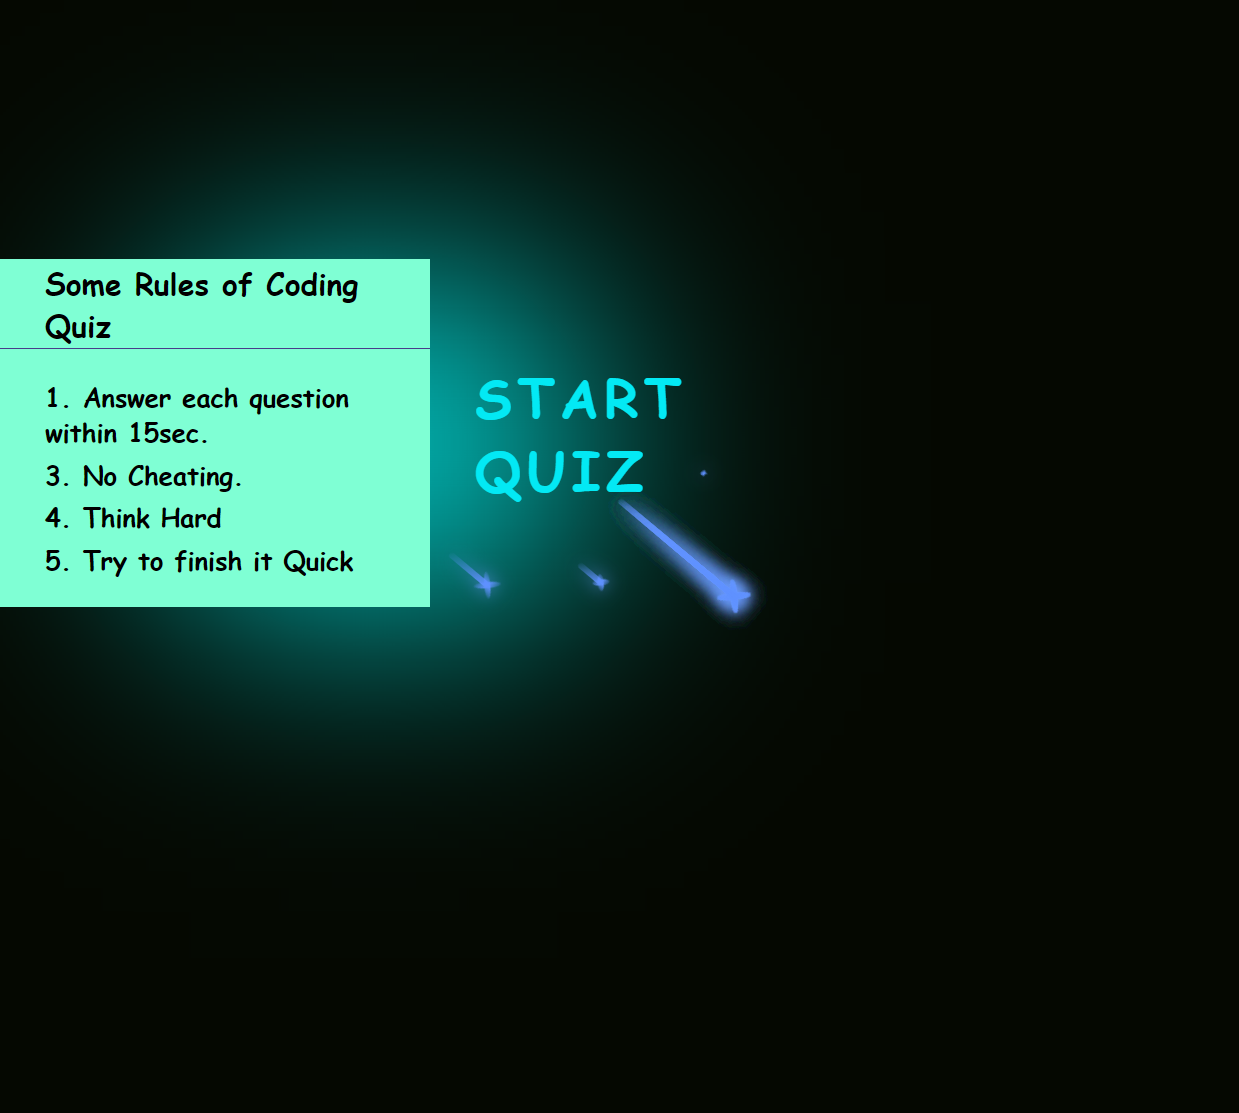 Some Rules of Coding
Quiz
1. Answer each question
within 15sec.
3. No Cheating.
4. Think Hard
5. Try to finish it Quick
START
QUIZ